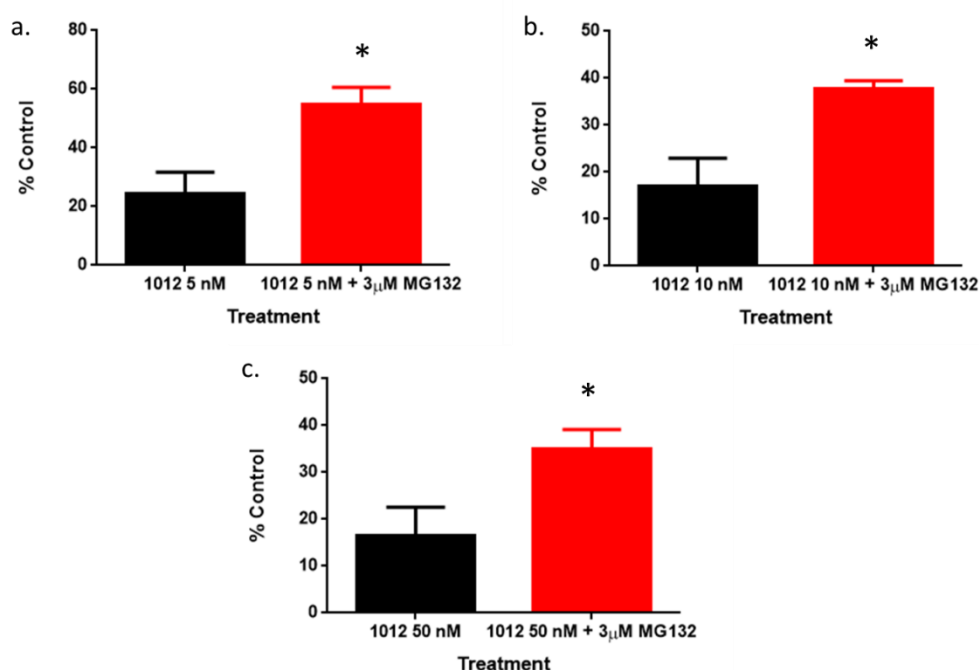 a.
80
60
40
20
0
% Control
*
1012 5 nM
1012 5 nM + 3μM MG132
Treatment
b.
50
40
30
20
10
0
% Control
*
1012 10 nM
1012 10 nM + 3μM MG132
Treatment
c.
50
40
30
20
10
0
% Control
*
1012 50 nM
1012 50 nM + 3μM MG132
Treatment